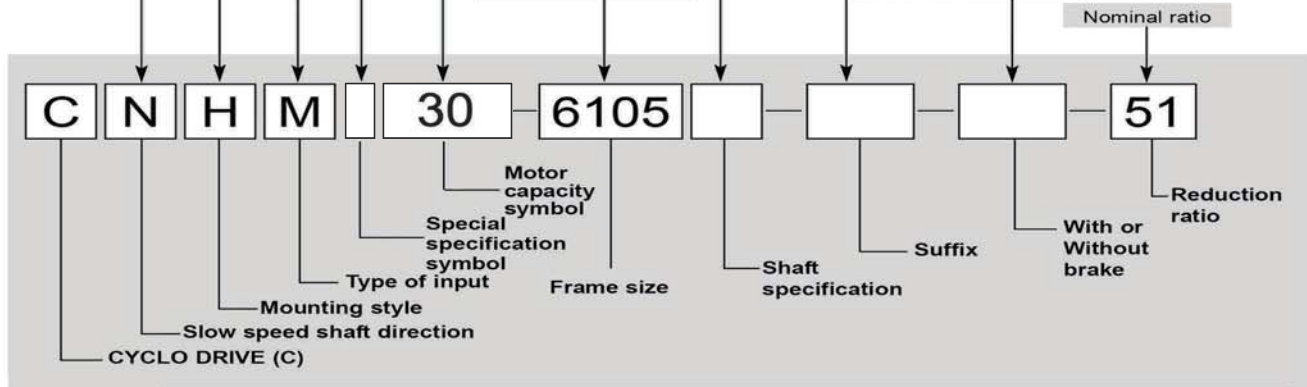 Nominal ratio
C N H M 30 — 6105 — — — 51
Motor
capacity
symbol
Reduction
ratio
Special
specification
symbol
With or
Without
brake
Suffix
Shaft
specification
Type of input
Frame size
Mounting style
Slow speed shaft direction
CYCLO DRIVE (C)